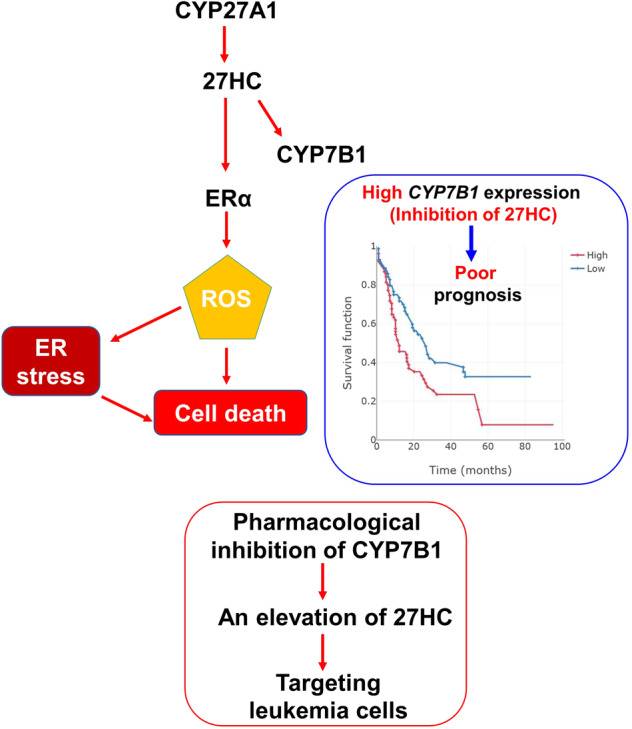 CYP27A1
27HC
CYP7B1
ERα
ROS
ER
stress
Cell death
High CYP7B1 expression
(Inhibition of 27HC)
Poor
prognosis
High
Low
Survival function
1
0.8
0.6
0.4
0.2
0
0 20 40 60 80 100
Time (months)
Pharmacological
inhibition of CYP7B1
An elevation of 27HC
Targeting
leukemia cells